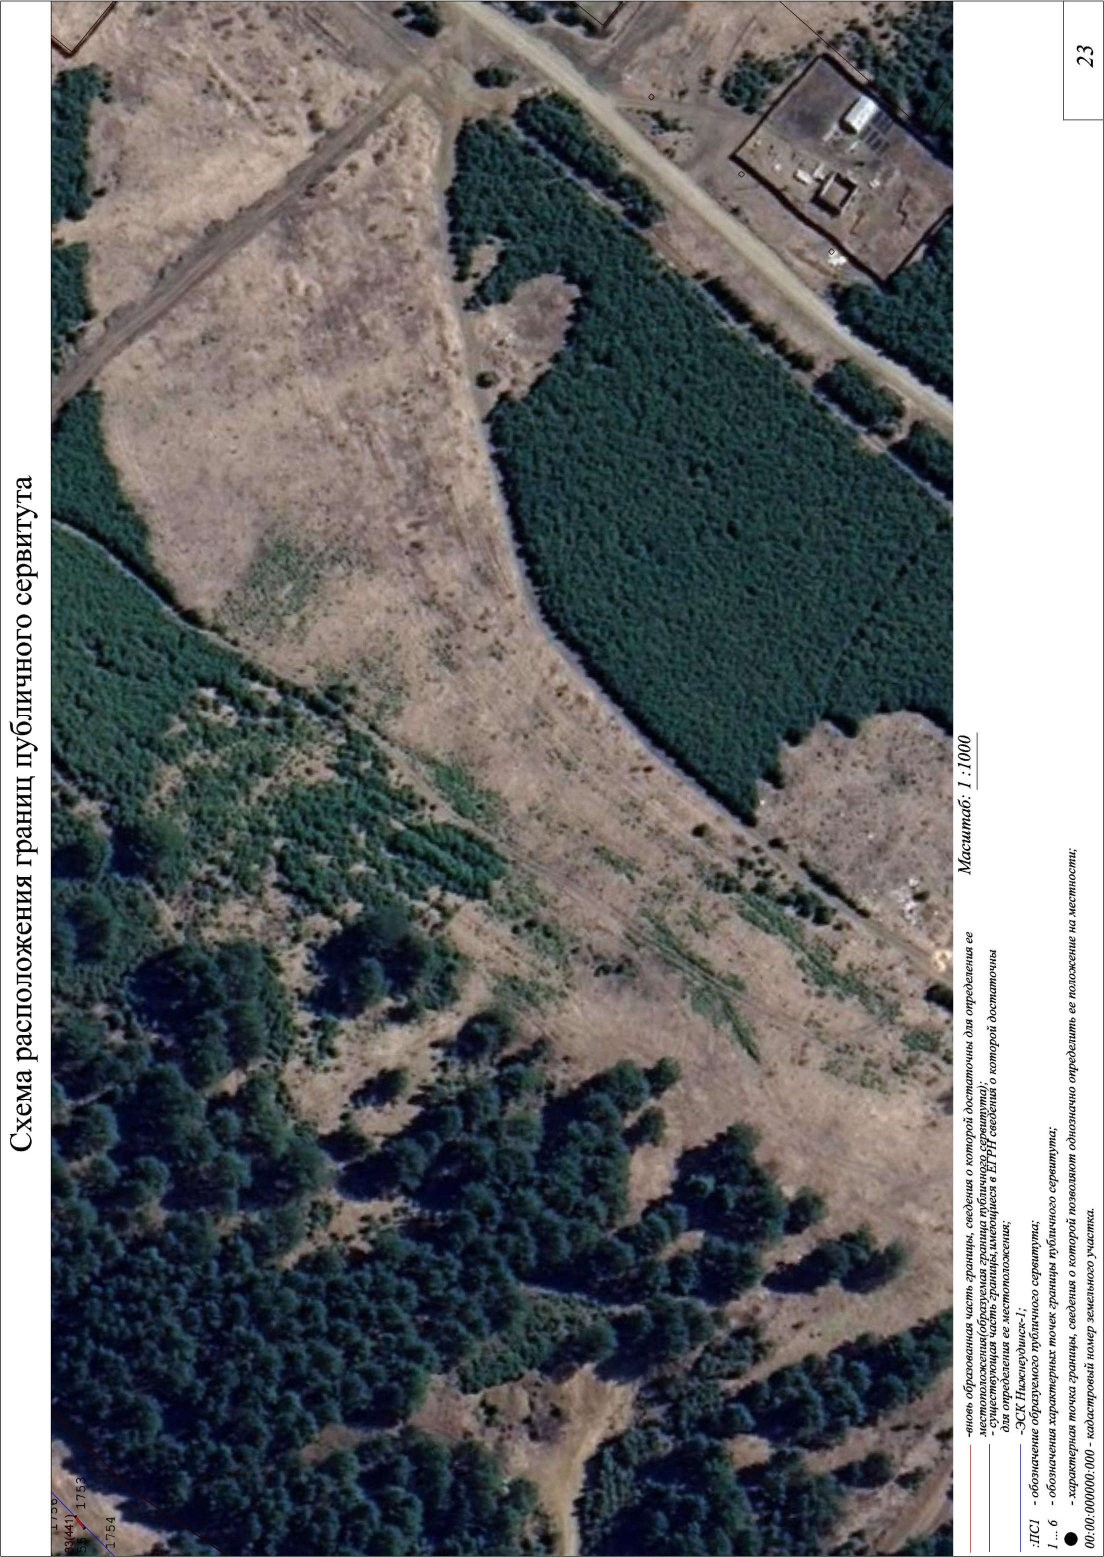 Схема расположения границ публичного сервитута
23
1753
1754
Масштаб: 1 :1000
-вновь образованная часть границы, сведения о которой достаточны для определения ее
местоположения(образуемая граница публичного сервитута);
- существующая часть границы,имеющиеся в ЕГРН сведения о которой достаточны
для определения ее местоположения;
-ЭСК Нижнеудинск-1;
:ПС1 - обозначение образуемого публичного сервитута;
1 ... 6 - обозначения характерных точек границы публичного сервитута;
- характерная точка границы, сведения о которой позволяют однозначно определить ее положение на местности;
00:00:000000:000 - кадастровый номер земельного участка.